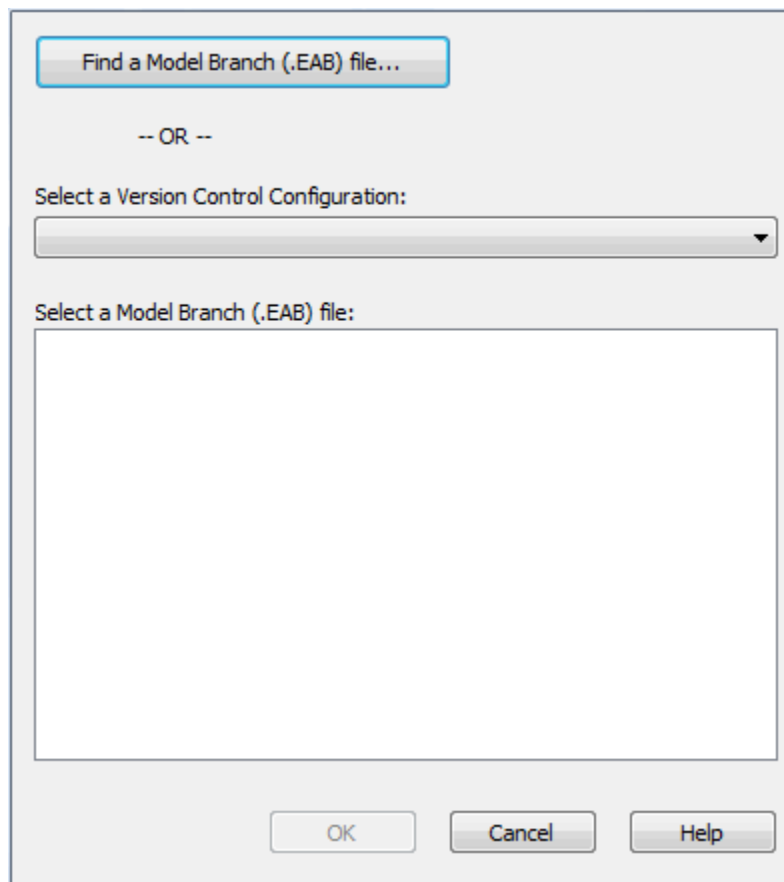 Find a Model Branch (.EAB) file...
-- OR --
Select a Version Control Configuration:
Select a Model Branch (.EAB) file:
OK Cancel Help